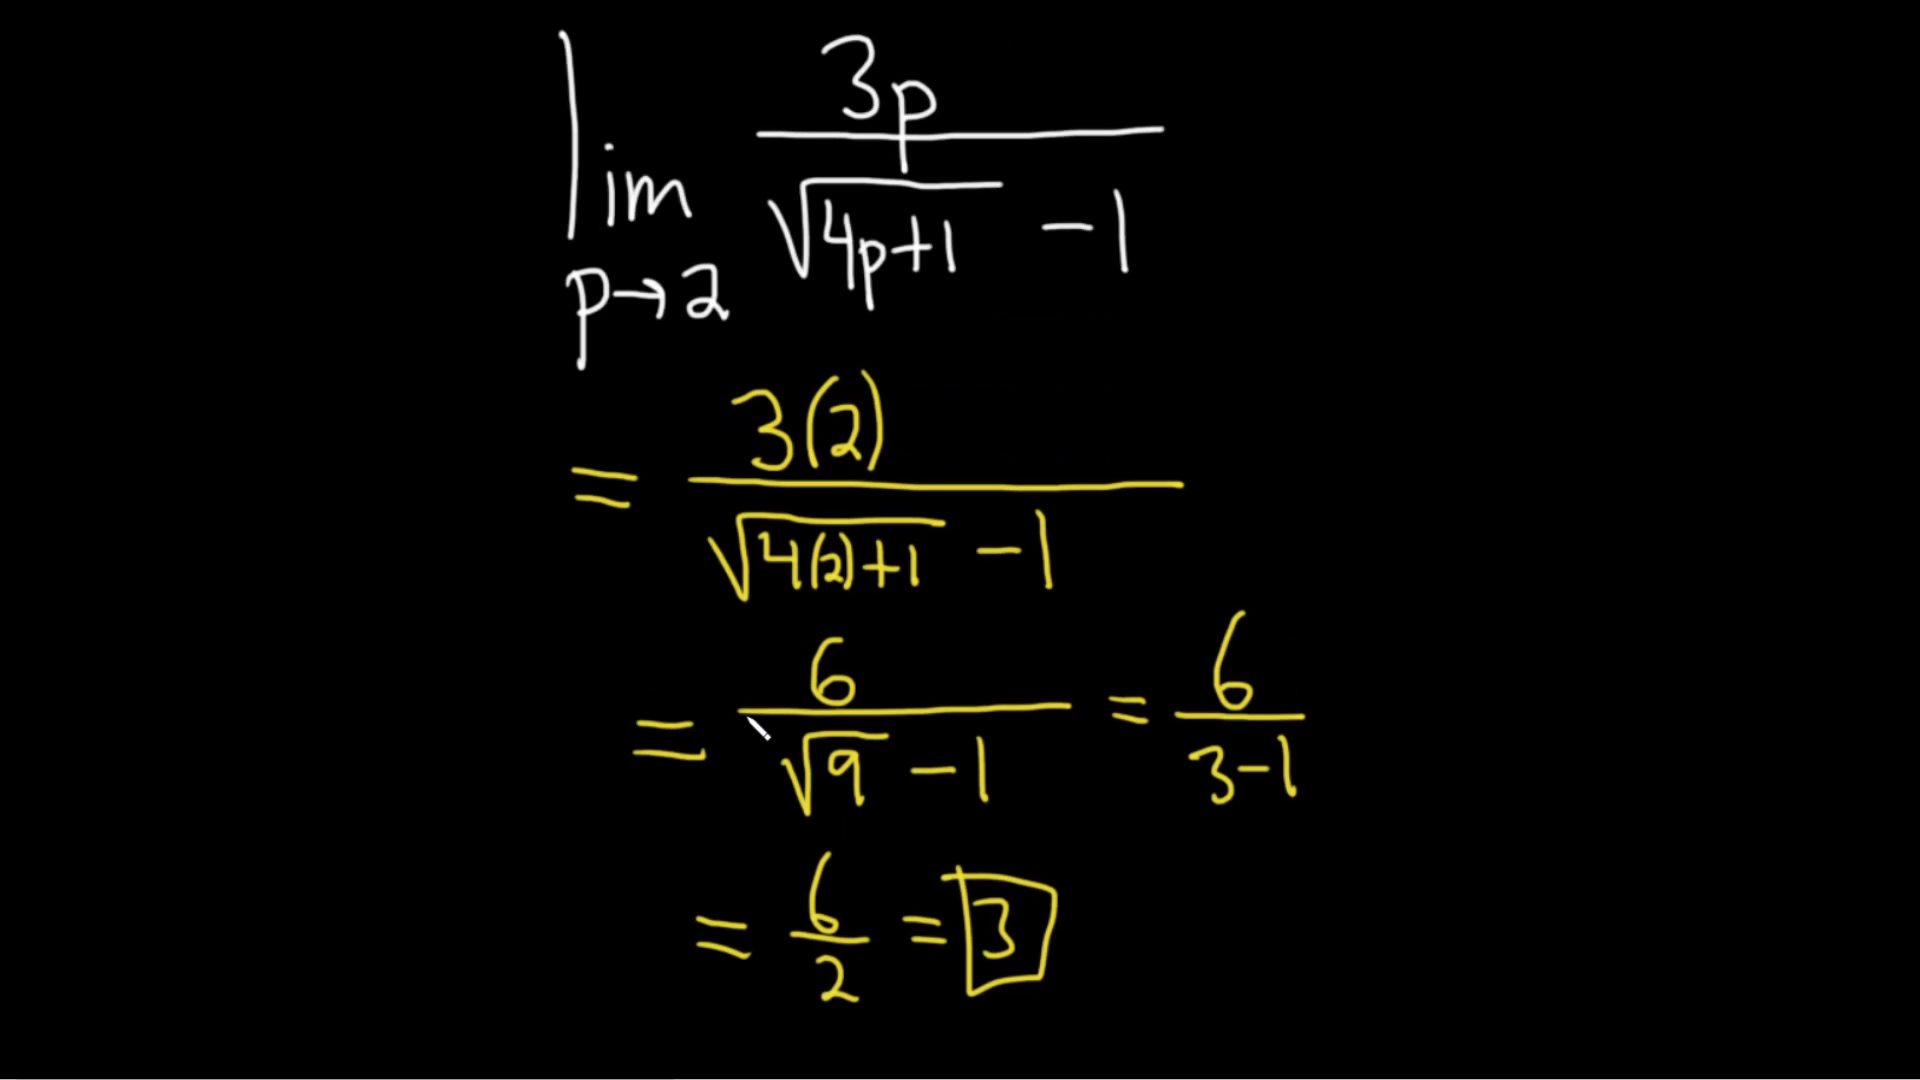 lim p→2 3p / √(4p+1) − 1
= 3(2) / √(4(2)+1) − 1
= 6 / √9 − 1 = 6 / 3−1
= 6 / 2 = 3